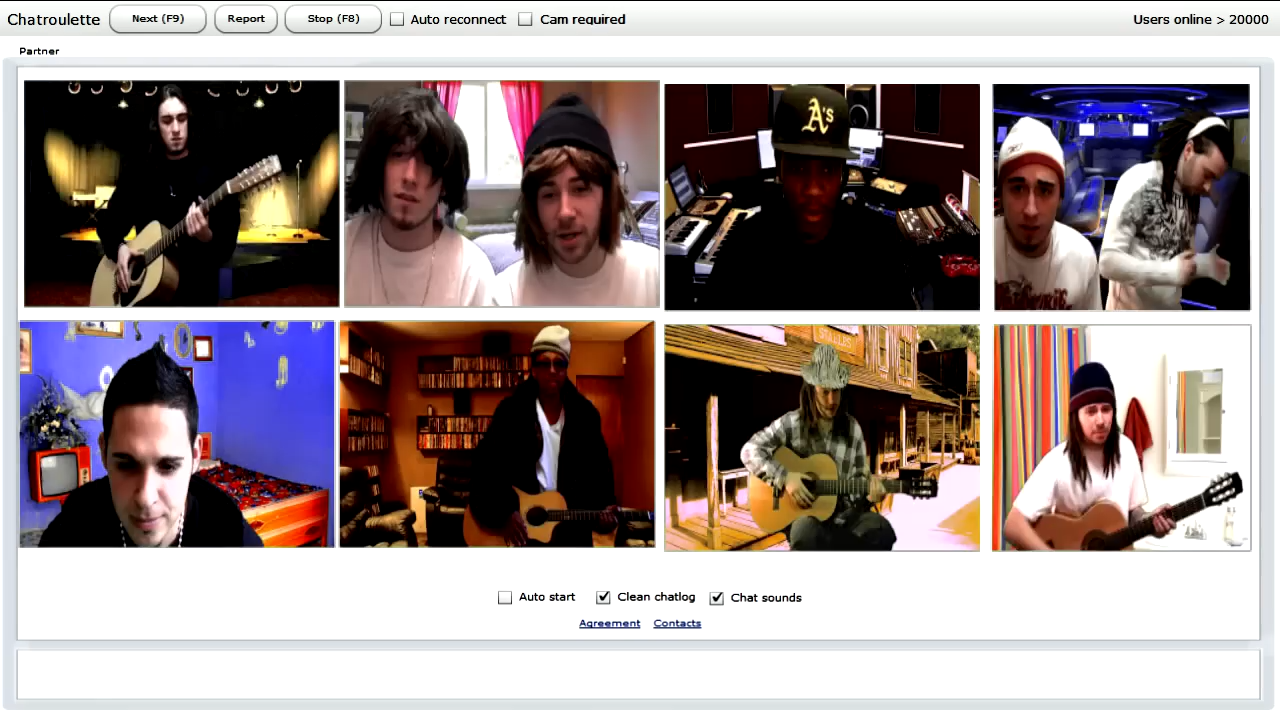 Chatroulette Next (F9) Report Stop (F8) Auto reconnect Cam required Users online > 20000
Partner
A's
STABLES
Auto start Clean chatlog Chat sounds
Agreement Contacts